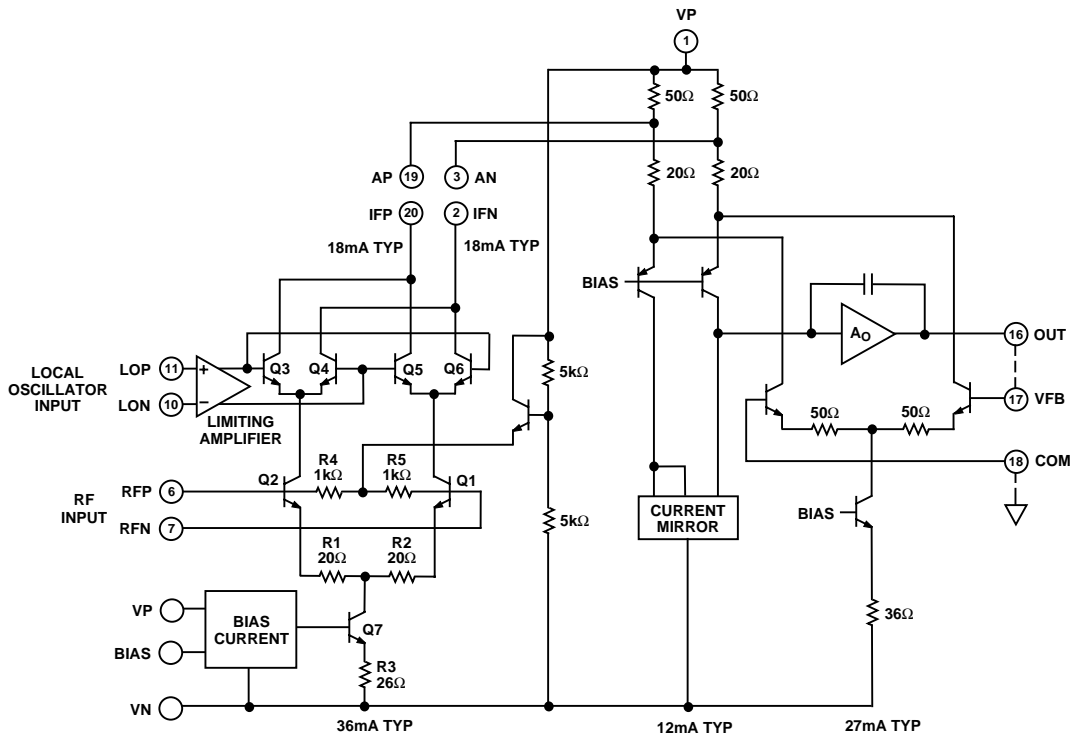 VP
1
50Ω
50Ω
20Ω
20Ω
AP
19
3
AN
IFP
20
2
IFN
18mA TYP
18mA TYP
BIAS
AO
16
OUT
LOCAL
OSCILLATOR
INPUT
LOP
11
+
LON
10
–
LIMITING
AMPLIFIER
Q3
Q4
Q5
Q6
5kΩ
17
VFB
50Ω
50Ω
18
COM
RF
INPUT
RFP
6
RFN
7
Q2
R4
1kΩ
R5
1kΩ
Q1
5kΩ
CURRENT
MIRROR
BIAS
R1
20Ω
R2
20Ω
36Ω
VP
BIAS
BIAS
CURRENT
Q7
R3
26Ω
VN
36mA TYP
12mA TYP
27mA TYP